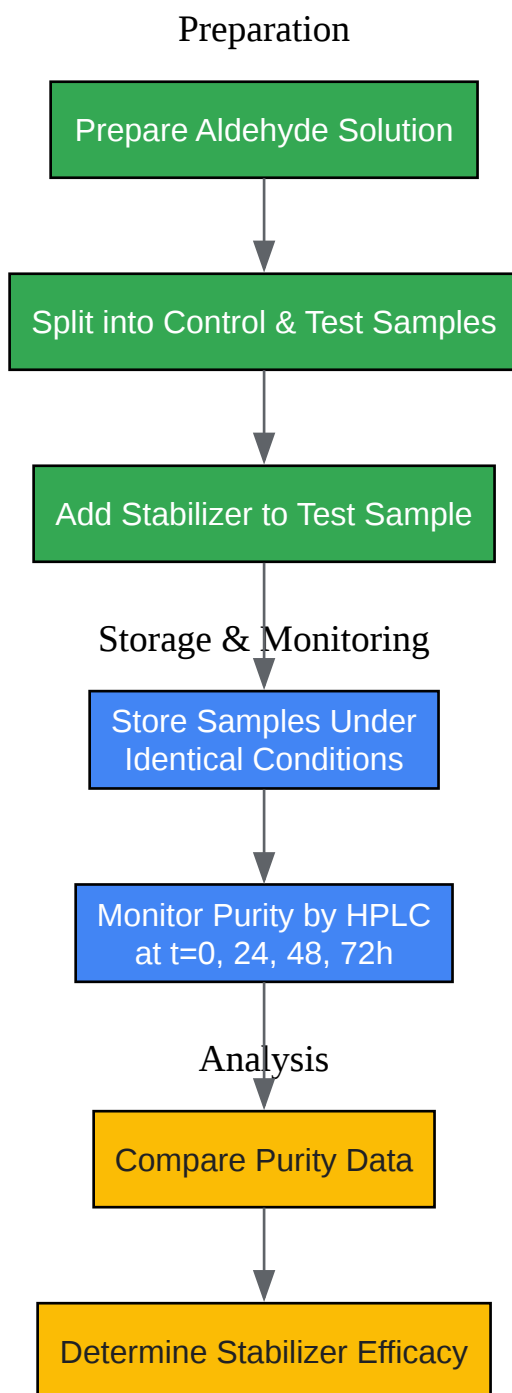 Preparation
Prepare Aldehyde Solution
Split into Control & Test Samples
Add Stabilizer to Test Sample
Storage & Monitoring
Store Samples Under
Identical Conditions
Monitor Purity by HPLC
at t=0, 24, 48, 72h
Analysis
Compare Purity Data
Determine Stabilizer Efficacy